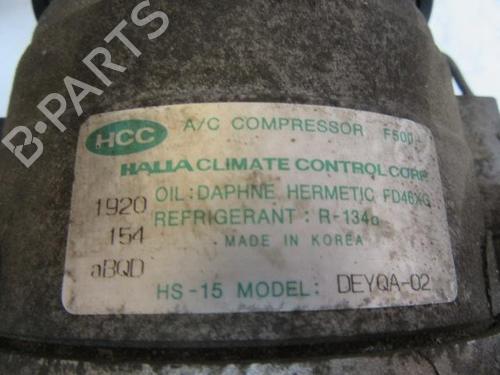 HCC A/C COMPRESSOR F500
HALLA CLIMATE CONTROL CORP.
1920 OIL : DAPHNE HERMETIC FD46XG
154 REFRIGERANT : R-134a
MADE IN KOREA
aBQD
HS-15 MODEL: DEYQA-02
B-PARTS
B-PARTS